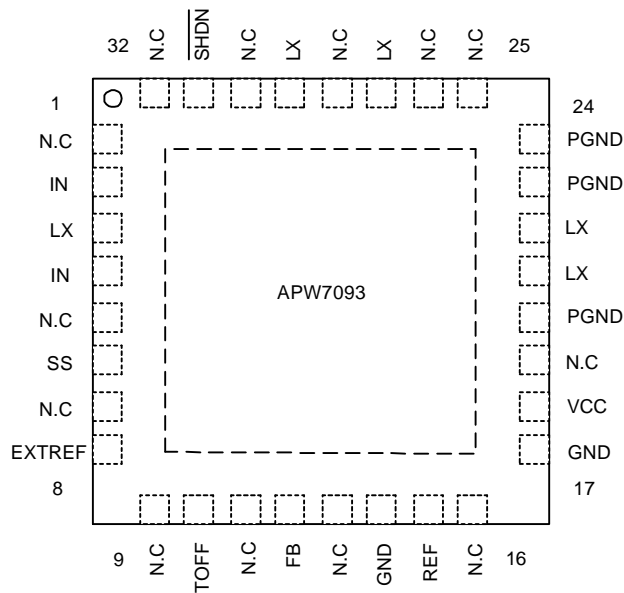 32 N.C SHDN N.C LX N.C LX N.C N.C 25
1 24
N.C PGND
IN PGND
LX LX
IN LX
APW7093
N.C PGND
SS N.C
N.C VCC
EXTREF GND
8 17
9 N.C TOFF N.C FB N.C GND REF N.C 16